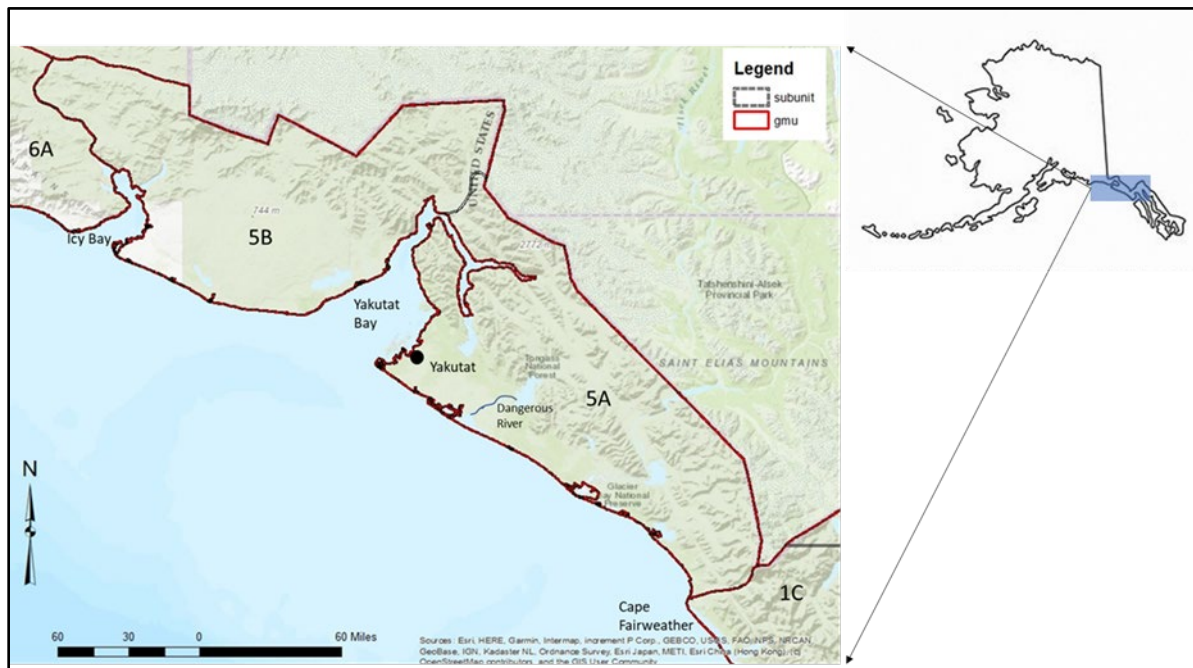 Legend
subunit
gmu
Alsek River
UNITED STATES
6A
744 m
5B
2772 m
Icy Bay
Yakutat
Bay
Tatshenshini-Alsek
Provincial Park
SAINT ELIAS MOUNTAINS
Yakutat
Tongass
National
Forest
5A
Dangerous
River
Glacier
Bay National
Preserve
N
1C
Cape
Fairweather
60 30 0 60 Miles
Sources: Esri, HERE, Garmin, Intermap, increment P Corp., GEBCO, USGS, FAO, NPS, NRCAN,
GeoBase, IGN, Kadaster NL, Ordnance Survey, Esri Japan, METI, Esri China (Hong Kong), (c)
OpenStreetMap contributors, and the GIS User Community